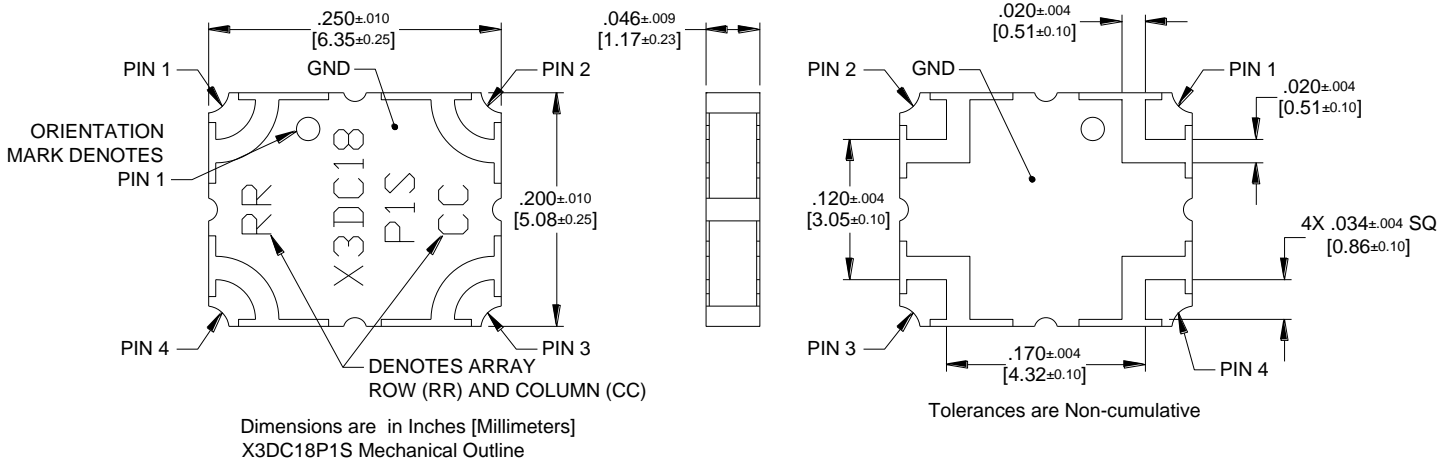 .250±.010
[6.35±0.25]
.046±.009
[1.17±0.23]
.020±.004
[0.51±0.10]
PIN 1
GND
PIN 2
PIN 2
GND
PIN 1
.020±.004
[0.51±0.10]
ORIENTATION
MARK DENOTES
PIN 1
RR
X3DC18
P1S
CC
.200±.010
[5.08±0.25]
.120±.004
[3.05±0.10]
4X .034±.004 SQ
[0.86±0.10]
PIN 4
PIN 3
DENOTES ARRAY
ROW (RR) AND COLUMN (CC)
PIN 3
.170±.004
[4.32±0.10]
PIN 4
Dimensions are in Inches [Millimeters]
X3DC18P1S Mechanical Outline
Tolerances are Non-cumulative